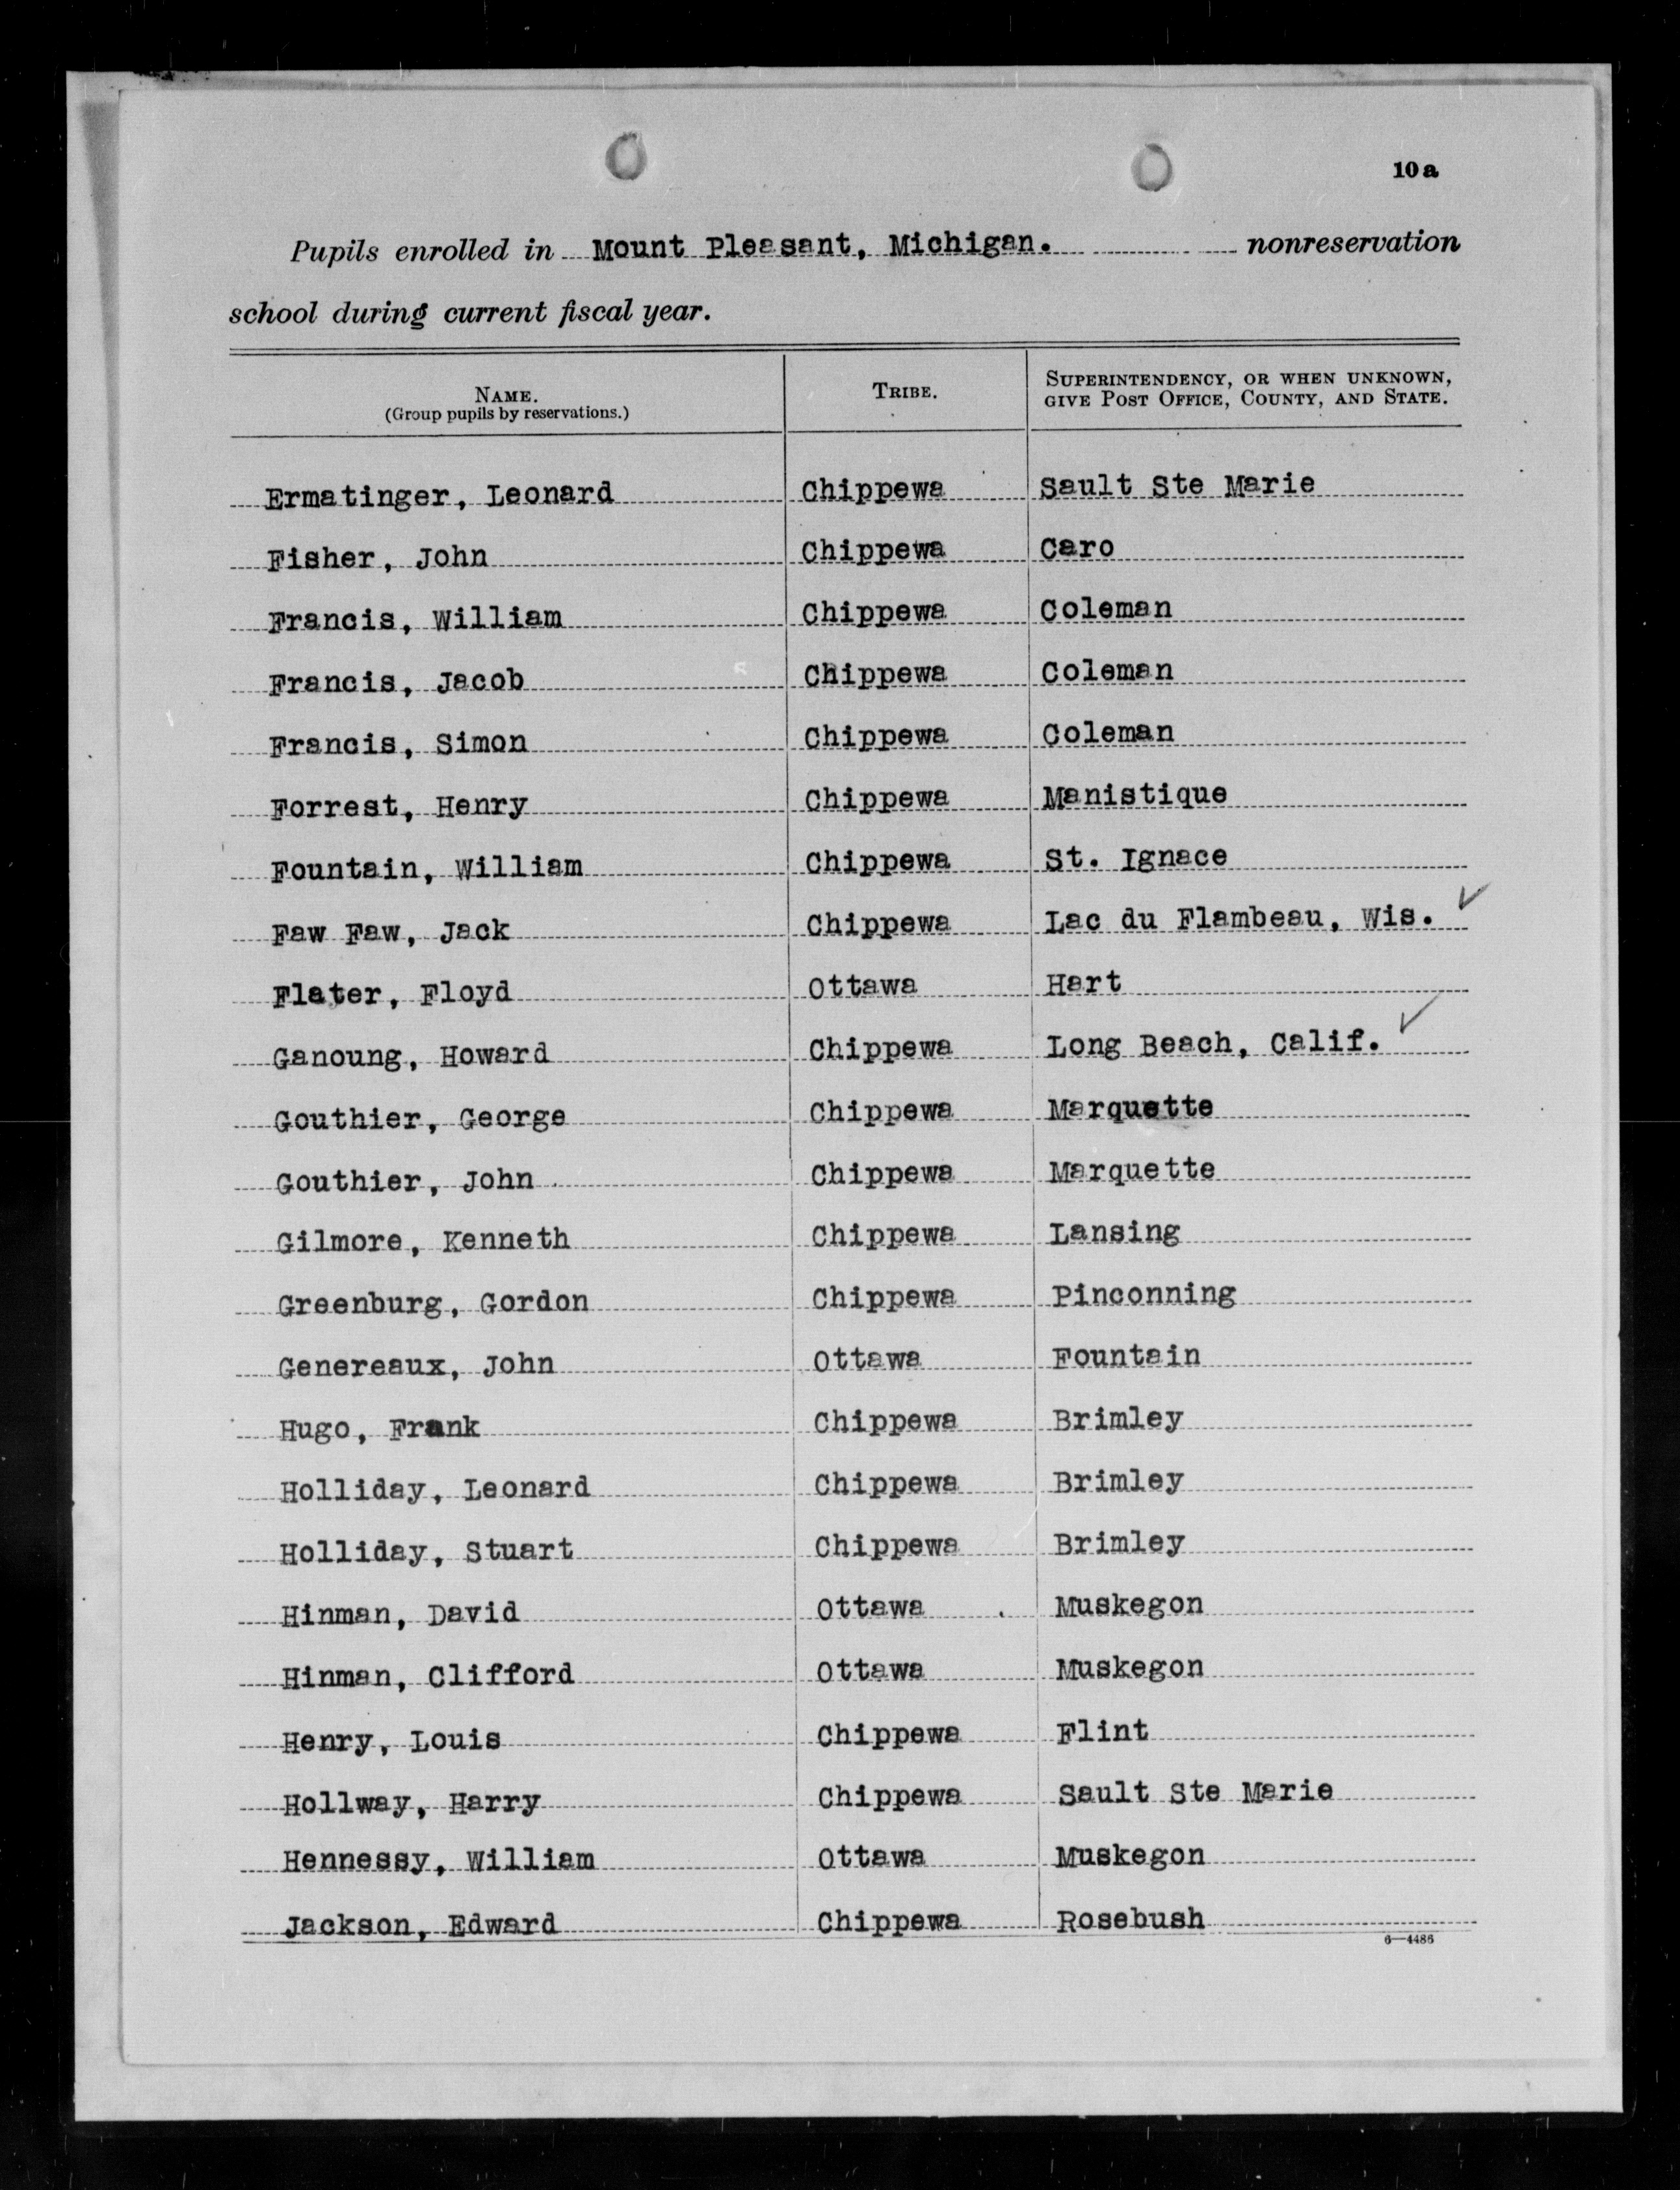 10a
Pupils enrolled in Mount Pleasant, Michigan. nonreservation
school during current fiscal year.
NAME. TRIBE. SUPERINTENDENCY, OR WHEN UNKNOWN,
(Group pupils by reservations.) GIVE POST OFFICE, COUNTY, AND STATE.
Ermatinger, Leonard Chippewa Sault Ste Marie
Fisher, John Chippewa Caro
Francis, William Chippewa Coleman
Francis, Jacob Chippewa Coleman
Francis, Simon Chippewa Coleman
Forrest, Henry Chippewa Manistique
Fountain, William Chippewa St. Ignace
Faw Faw, Jack Chippewa Lac du Flambeau, Wis. ✓
Flater, Floyd Ottawa Hart
Ganoung, Howard Chippewa Long Beach, Calif. ✓
Gouthier, George Chippewa Marquette
Gouthier, John Chippewa Marquette
Gilmore, Kenneth Chippewa Lansing
Greenburg, Gordon Chippewa Pinconning
Genereaux, John Ottawa Fountain
Hugo, Frank Chippewa Brimley
Holliday, Leonard Chippewa Brimley
Holliday, Stuart Chippewa Brimley
Hinman, David Ottawa Muskegon
Hinman, Clifford Ottawa Muskegon
Henry, Louis Chippewa Flint
Hollway, Harry Chippewa Sault Ste Marie
Hennessy, William Ottawa Muskegon
Jackson, Edward Chippewa Rosebush
6—4486